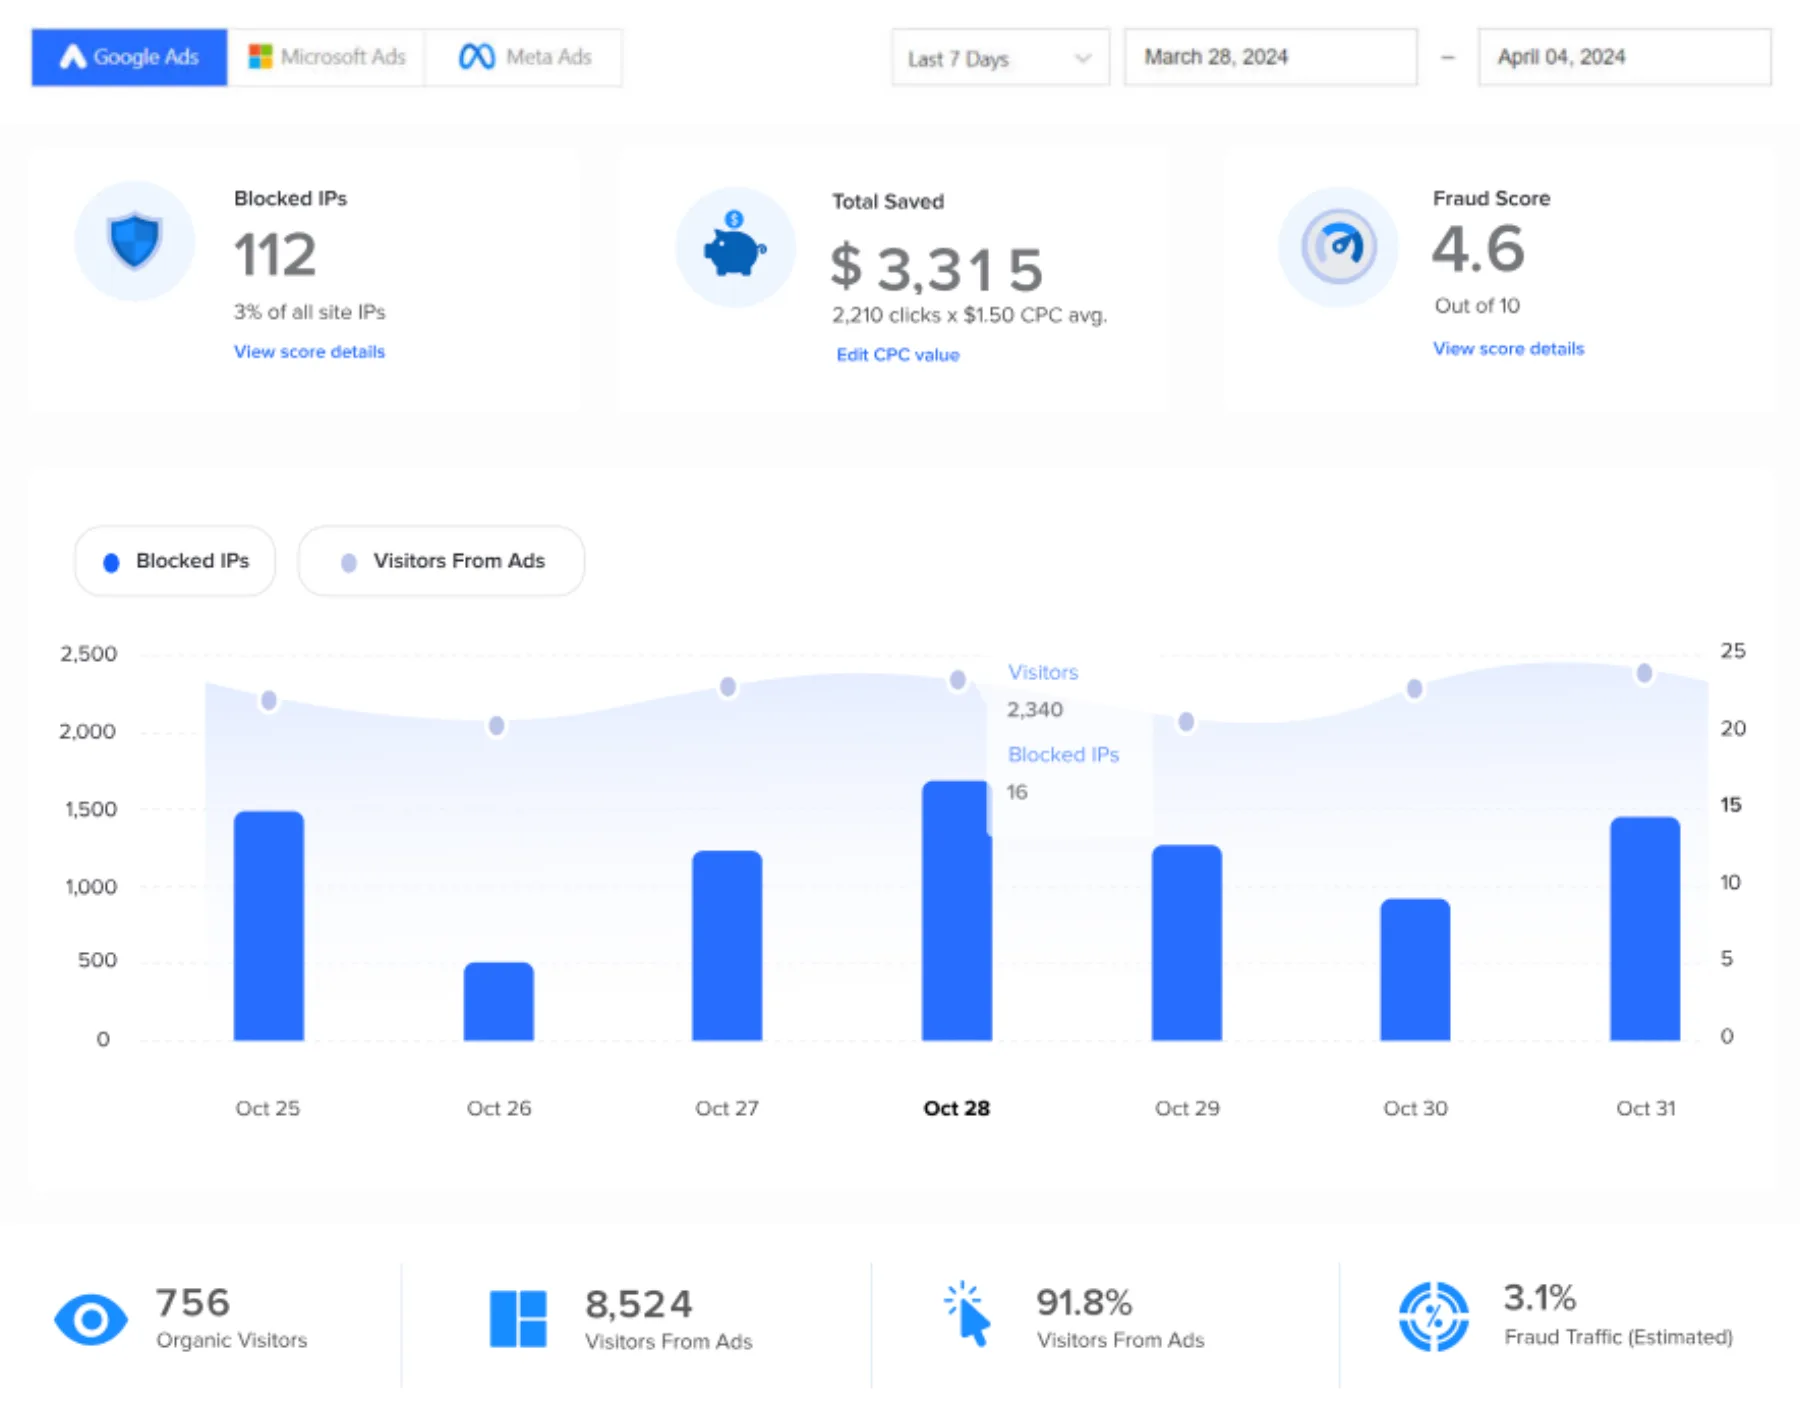 Google Ads
Microsoft Ads
Meta Ads
Last 7 Days
March 28, 2024
–
April 04, 2024
Blocked IPs
112
3% of all site IPs
View score details
$
Total Saved
$ 3,315
2,210 clicks x $1.50 CPC avg.
Edit CPC value
Fraud Score
4.6
Out of 10
View score details
Blocked IPs
Visitors From Ads
2,500
2,000
1,500
1,000
500
0
Visitors
2,340
Blocked IPs
16
25
20
15
10
5
0
Oct 25
Oct 26
Oct 27
Oct 28
Oct 29
Oct 30
Oct 31
756
Organic Visitors
8,524
Visitors From Ads
91.8%
Visitors From Ads
%
3.1%
Fraud Traffic (Estimated)